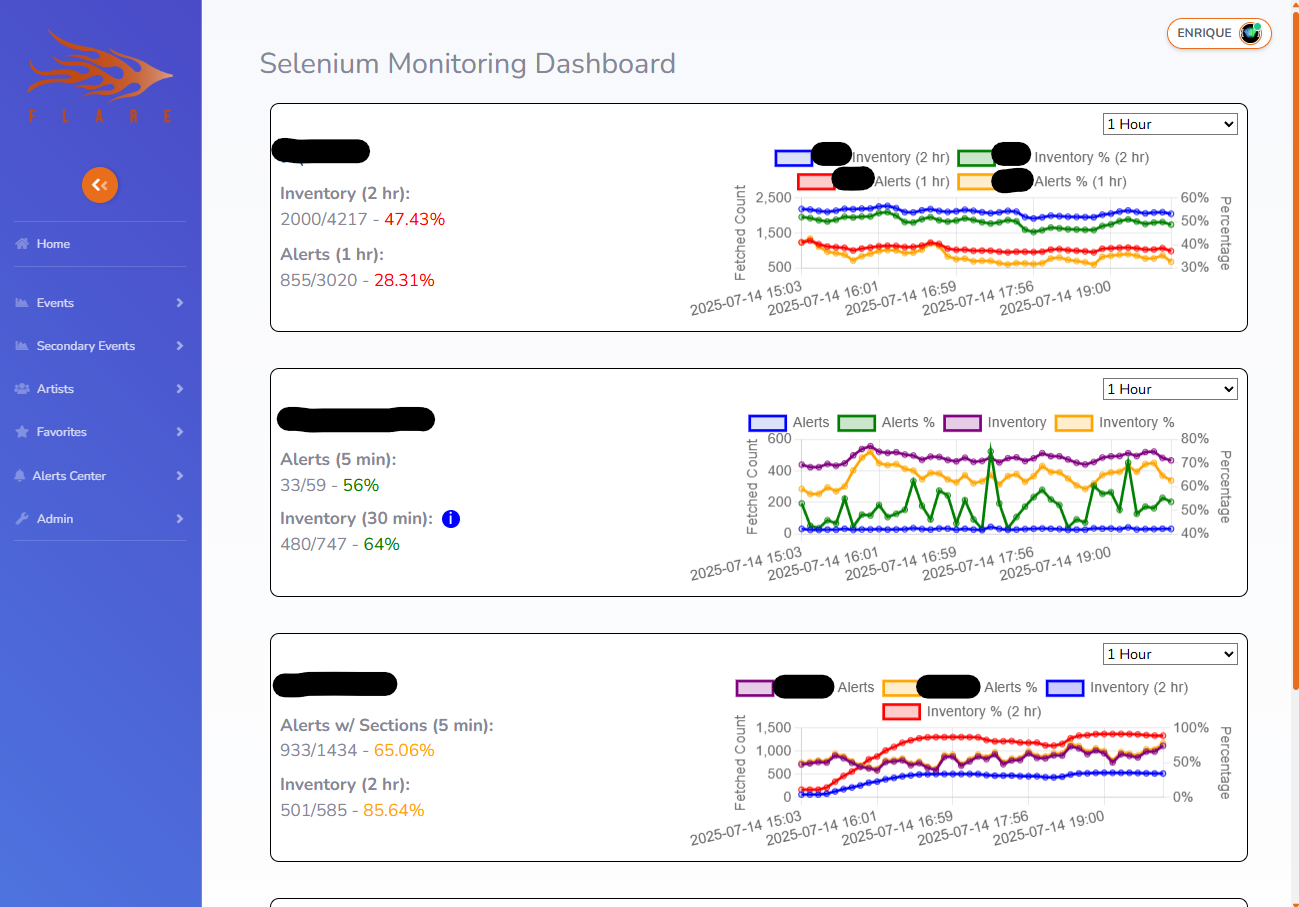 FLARE
Home
Events
Secondary Events
Artists
Favorites
Alerts Center
Admin
ENRIQUE
Selenium Monitoring Dashboard
1 Hour
Inventory (2 hr):
2000/4217 - 47.43%
Alerts (1 hr):
855/3020 - 28.31%
Inventory (2 hr) Inventory % (2 hr)
Alerts (1 hr) Alerts % (1 hr)
Fetched Count
2,500
1,500
500
60%
50%
40%
30%
Percentage
2025-07-14 15:03
2025-07-14 16:01
2025-07-14 16:59
2025-07-14 17:56
2025-07-14 19:00
1 Hour
Alerts (5 min):
33/59 - 56%
Inventory (30 min): i
480/747 - 64%
Alerts Alerts % Inventory Inventory %
Fetched Count
600
400
200
0
80%
70%
60%
50%
40%
Percentage
2025-07-14 15:03
2025-07-14 16:01
2025-07-14 16:59
2025-07-14 17:56
2025-07-14 19:00
1 Hour
Alerts w/ Sections (5 min):
933/1434 - 65.06%
Inventory (2 hr):
501/585 - 85.64%
Alerts Alerts % Inventory (2 hr)
Inventory % (2 hr)
Fetched Count
1,500
1,000
500
0
100%
50%
0%
Percentage
2025-07-14 15:03
2025-07-14 16:01
2025-07-14 16:59
2025-07-14 17:56
2025-07-14 19:00